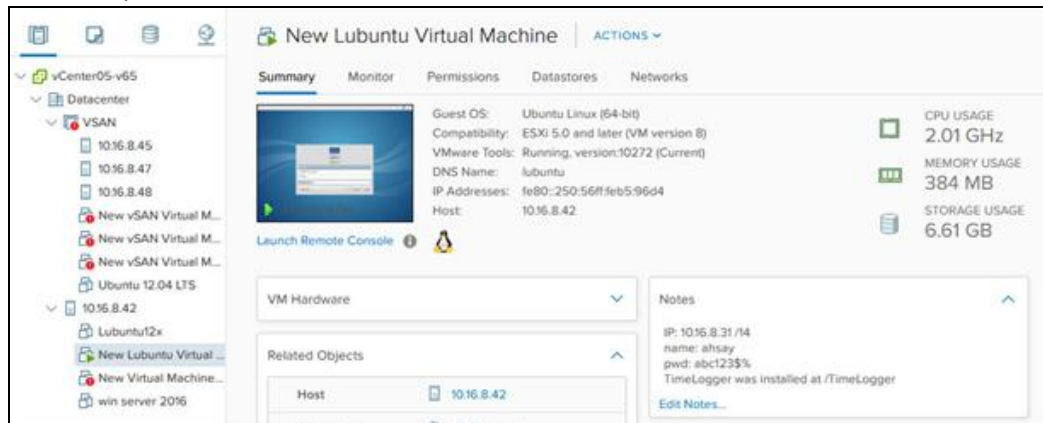 New Lubuntu Virtual Machine
ACTIONS
vCenter05-v65
Datacenter
VSAN
10.16.8.45
10.16.8.47
10.16.8.48
New vSAN Virtual M...
New vSAN Virtual M...
New vSAN Virtual M...
Ubuntu 12.04 LTS
10.16.8.42
Lubuntu12x
New Lubuntu Virtual ...
New Virtual Machine...
win server 2016
Summary Monitor Permissions Datastores Networks
Guest OS: Ubuntu Linux (64-bit)
Compatibility: ESXi 5.0 and later (VM version 8)
VMware Tools: Running, version:10272 (Current)
DNS Name: lubuntu
IP Addresses: fe80::250:56ff:feb5:96d4
Host: 10.16.8.42
Launch Remote Console
CPU USAGE
2.01 GHz
MEMORY USAGE
384 MB
STORAGE USAGE
6.61 GB
VM Hardware
Related Objects
Host 10.16.8.42
Notes
IP: 10.16.8.31 /14
name: ahsay
pwd: abc123$%
TimeLogger was installed at /TimeLogger
Edit Notes...